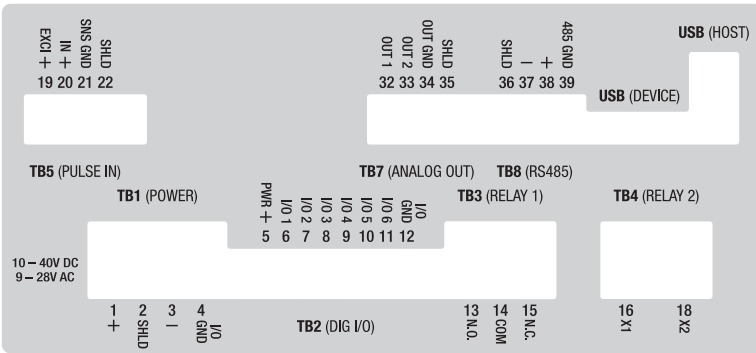 EXCI +
IN +
SNS GND
SHLD
19 20 21 22
OUT 1
OUT 2
OUT GND
SHLD
32 33 34 35
SHLD
–
+
485 GND
36 37 38 39
USB (HOST)
USB (DEVICE)
TB5 (PULSE IN)
TB7 (ANALOG OUT)
TB8 (RS485)
TB1 (POWER)
PWR +
I/O 1
I/O 2
I/O 3
I/O 4
I/O 5
I/O 6
I/O
GND
5 6 7 8 9 10 11 12
TB3 (RELAY 1)
TB4 (RELAY 2)
10 – 40V DC
9 – 28V AC
1 2 3 4
+
SHLD
–
I/O
GND
TB2 (DIG I/O)
13 14 15
N.O.
COM
N.C.
16 18
X1
X2